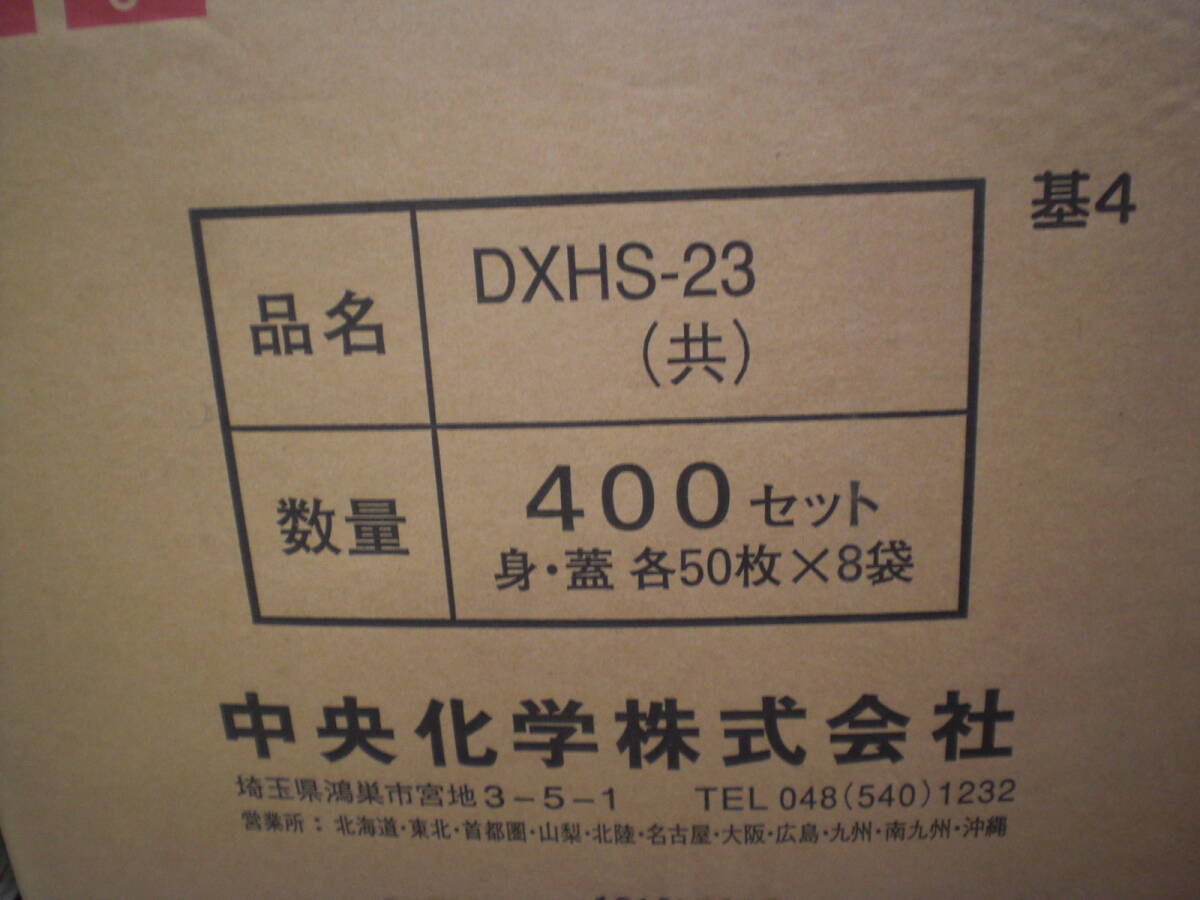 基4
品名
DXHS-23
(共)
数量
400セット
身・蓋 各50枚×8袋
中央化学株式会社
埼玉県鴻巣市宮地3-5-1 TEL 048(540)1232
営業所：北海道・東北・首都圏・山梨・北陸・名古屋・大阪・広島・九州・南九州・沖縄